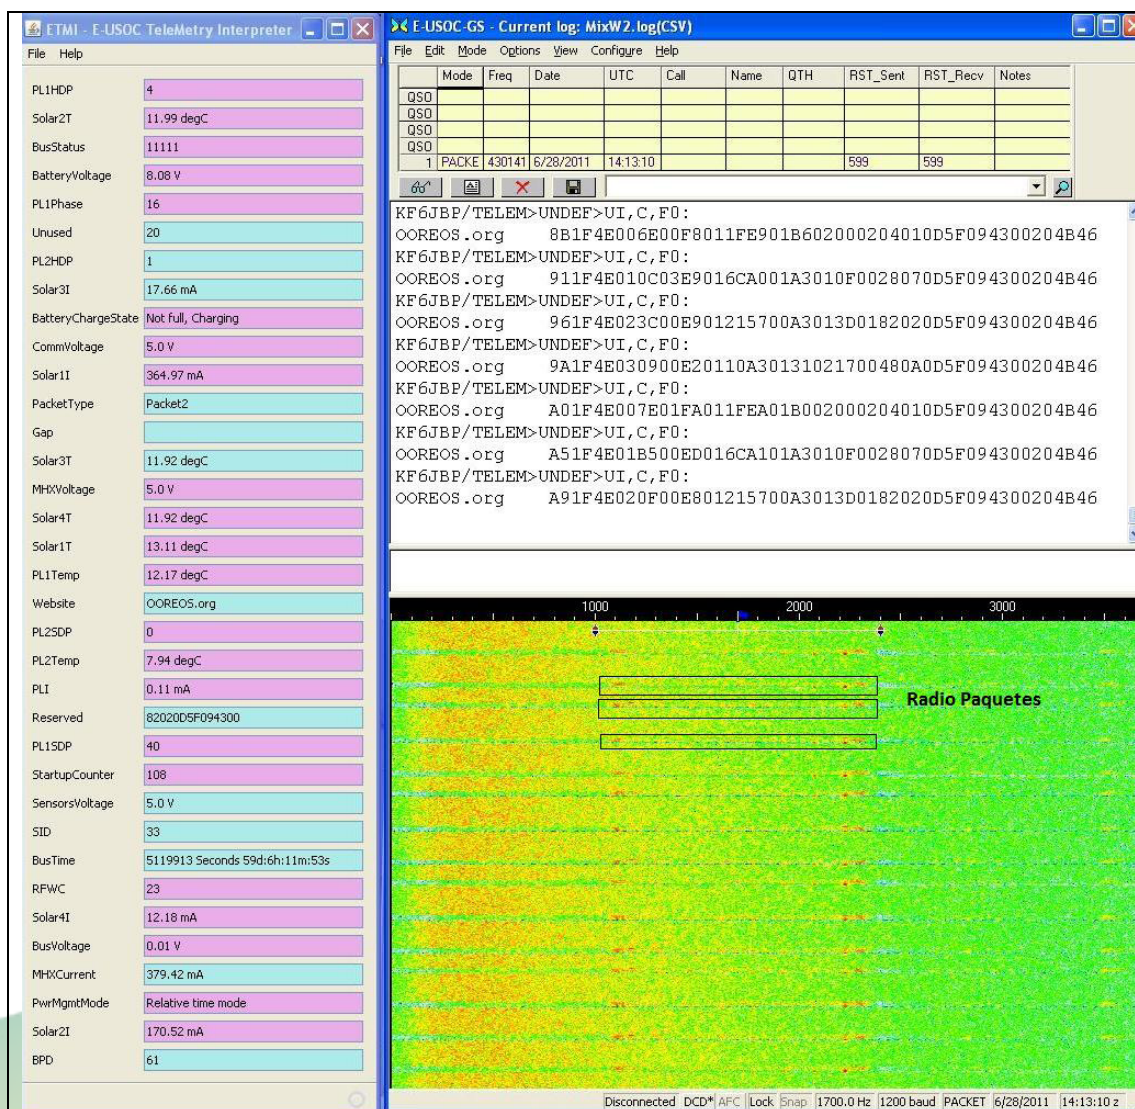 ETMI - E-USOC TeleMetry Interpreter
File Help
PL1HDP 4
Solar2T 11.99 degC
BusStatus 11111
BatteryVoltage 8.08 V
PL1Phase 16
Unused 20
PL2HDP 1
Solar3I 17.66 mA
BatteryChargeState Not full, Charging
CommVoltage 5.0 V
Solar1I 364.97 mA
PacketType Packet2
Gap
Solar3T 11.92 degC
MHXVoltage 5.0 V
Solar4T 11.92 degC
Solar1T 13.11 degC
PL1Temp 12.17 degC
Website OOREOS.org
PL2SDP 0
PL2Temp 7.94 degC
PLI 0.11 mA
Reserved 82020D5F094300
PL1SDP 40
StartupCounter 108
SensorsVoltage 5.0 V
SID 33
BusTime 5119913 Seconds 59d:6h:11m:53s
RFWC 23
Solar4I 12.18 mA
BusVoltage 0.01 V
MHXCurrent 379.42 mA
PwrMgmtMode Relative time mode
Solar2I 170.52 mA
BPD 61
E-USOC-GS - Current log: MixW2.log(CSV)
File Edit Mode Options View Configure Help
Mode Freq Date UTC Call Name QTH RST_Sent RST_Recv Notes
QSO
QSO
QSO
QSO
1 PACKE 430141 6/28/2011 14:13:10 599 599
KF6JBP/TELEM>UNDEF>UI,C,F0:
OOREOS.org 8B1F4E006E00F8011FE901B602000204010D5F094300204B46
KF6JBP/TELEM>UNDEF>UI,C,F0:
OOREOS.org 911F4E010C03E9016CA001A3010F0028070D5F094300204B46
KF6JBP/TELEM>UNDEF>UI,C,F0:
OOREOS.org 961F4E023C00E901215700A3013D0182020D5F094300204B46
KF6JBP/TELEM>UNDEF>UI,C,F0:
OOREOS.org 9A1F4E030900E20110A30131021700480A0D5F094300204B46
KF6JBP/TELEM>UNDEF>UI,C,F0:
OOREOS.org A01F4E007E01FA011FEA01B002000204010D5F094300204B46
KF6JBP/TELEM>UNDEF>UI,C,F0:
OOREOS.org A51F4E01B500ED016CA101A3010F0028070D5F094300204B46
KF6JBP/TELEM>UNDEF>UI,C,F0:
OOREOS.org A91F4E020F00E801215700A3013D0182020D5F094300204B46
1000 2000 3000
Radio Paquetes
Disconnected DCD* AFC Lock Snap 1700.0 Hz 1200 baud PACKET 6/28/2011 14:13:10 z